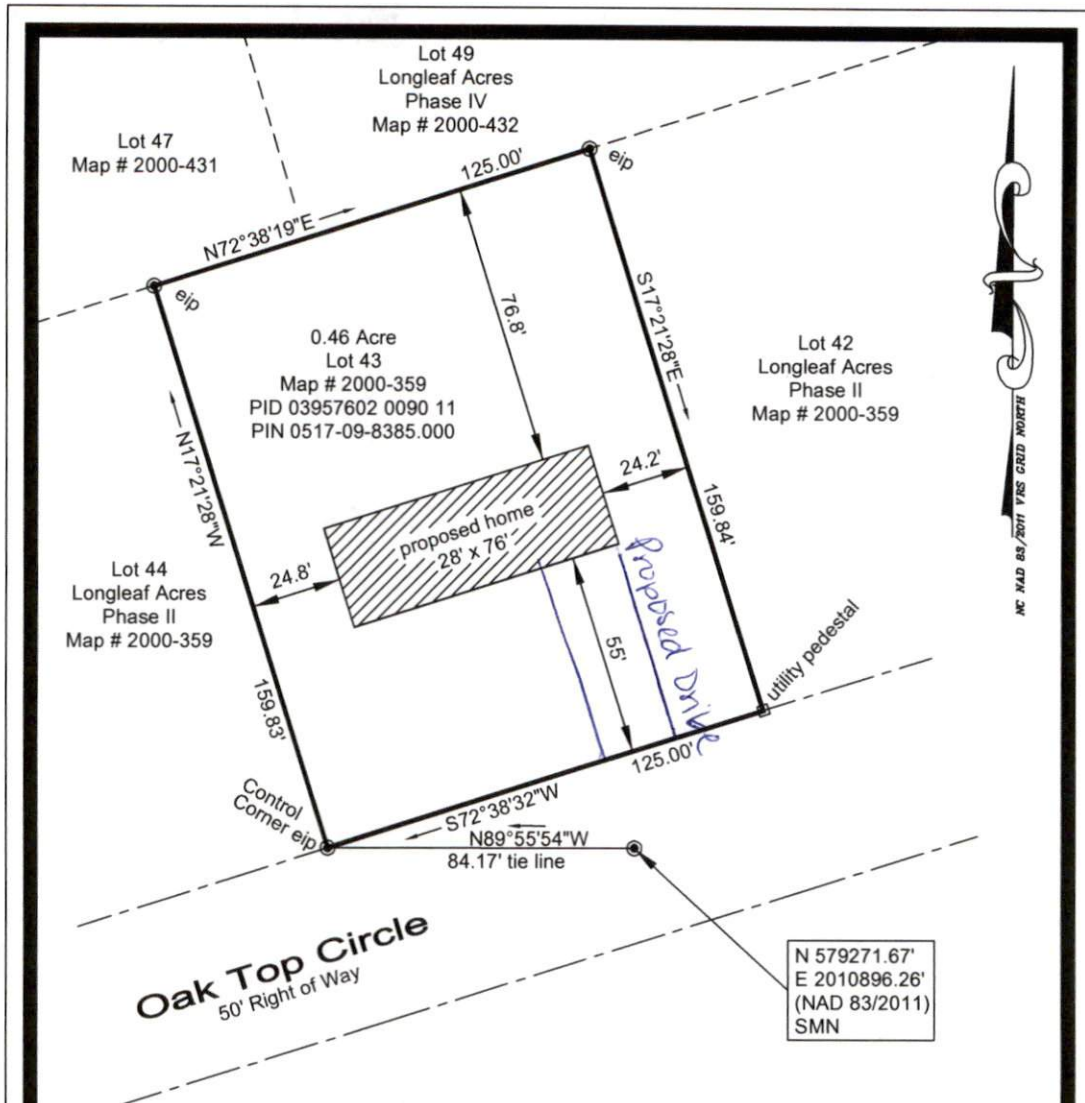 Lot 49
Longleaf Acres
Phase IV
Map # 2000-432
Lot 47
Map # 2000-431
125.00'
eip
N72°38'19"E
eip
76.8'
S17°21'28"E
0.46 Acre
Lot 43
Map # 2000-359
PID 03957602 0090 11
PIN 0517-09-8385.000
Lot 42
Longleaf Acres
Phase II
Map # 2000-359
NC NAD 83/2011 VRS GRID NORTH
N17°21'28"W
24.2'
159.84'
proposed home
28' x 76'
Lot 44
Longleaf Acres
Phase II
Map # 2000-359
24.8'
55'
Proposed Drive
utility pedestal
159.83'
125.00'
Control
Corner eip
S72°38'32"W
N89°55'54"W
84.17' tie line
Oak Top Circle
50' Right of Way
N 579271.67'
E 2010896.26'
(NAD 83/2011)
SMN